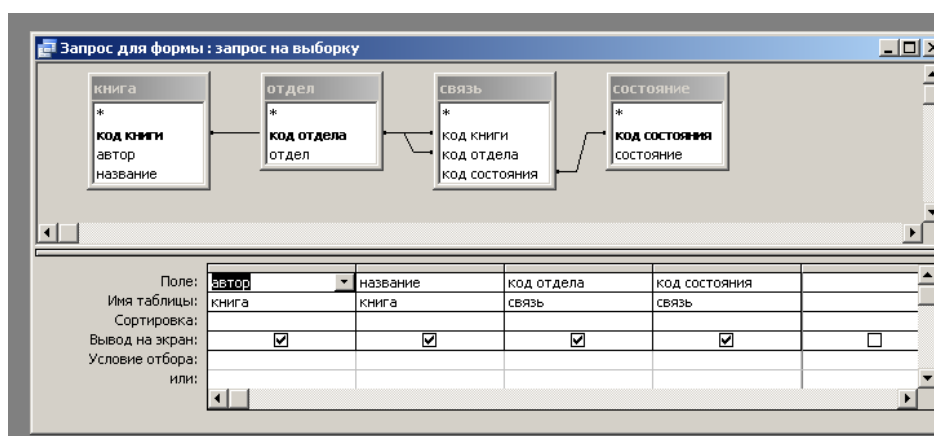 Запрос для формы : запрос на выборку
книга
*
код книги
автор
название
отдел
*
код отдела
отдел
связь
*
код книги
код отдела
код состояния
состояние
*
код состояния
состояние
Поле: автор название код отдела код состояния
Имя таблицы: книга книга связь связь
Сортировка:
Вывод на экран:
Условие отбора:
или: